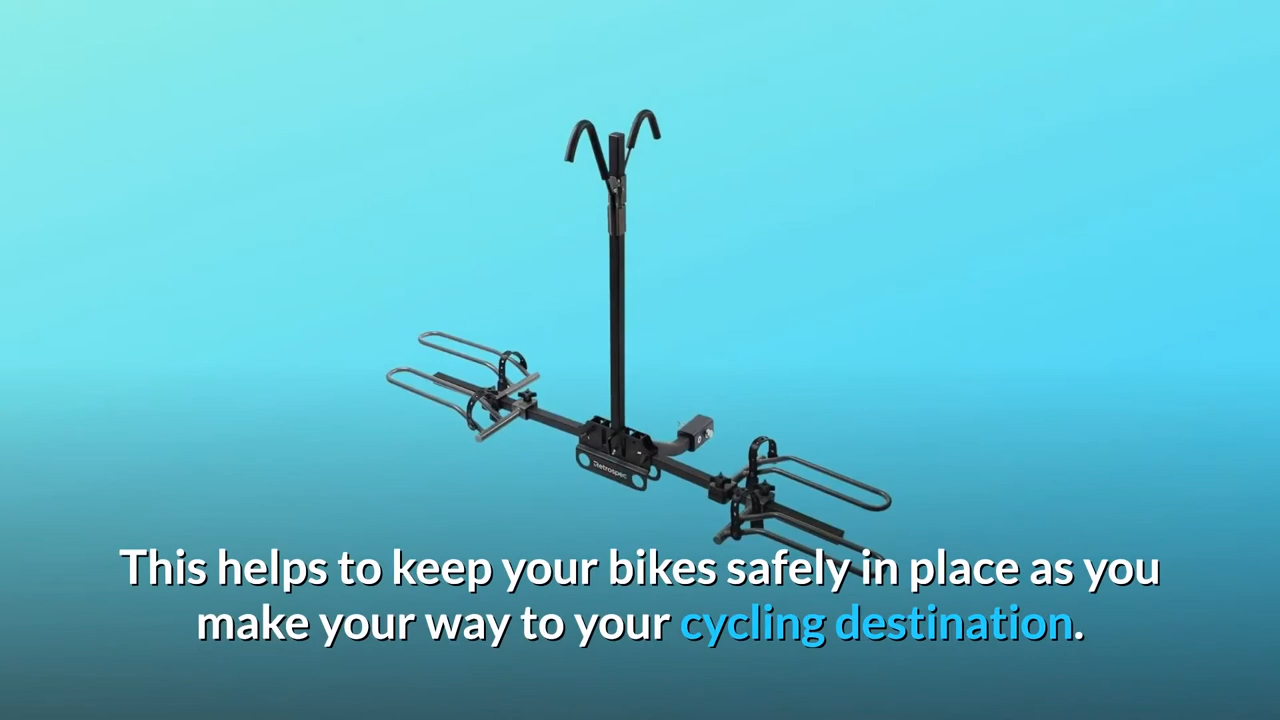 Retrospec
This helps to keep your bikes safely in place as you
make your way to your cycling destination.